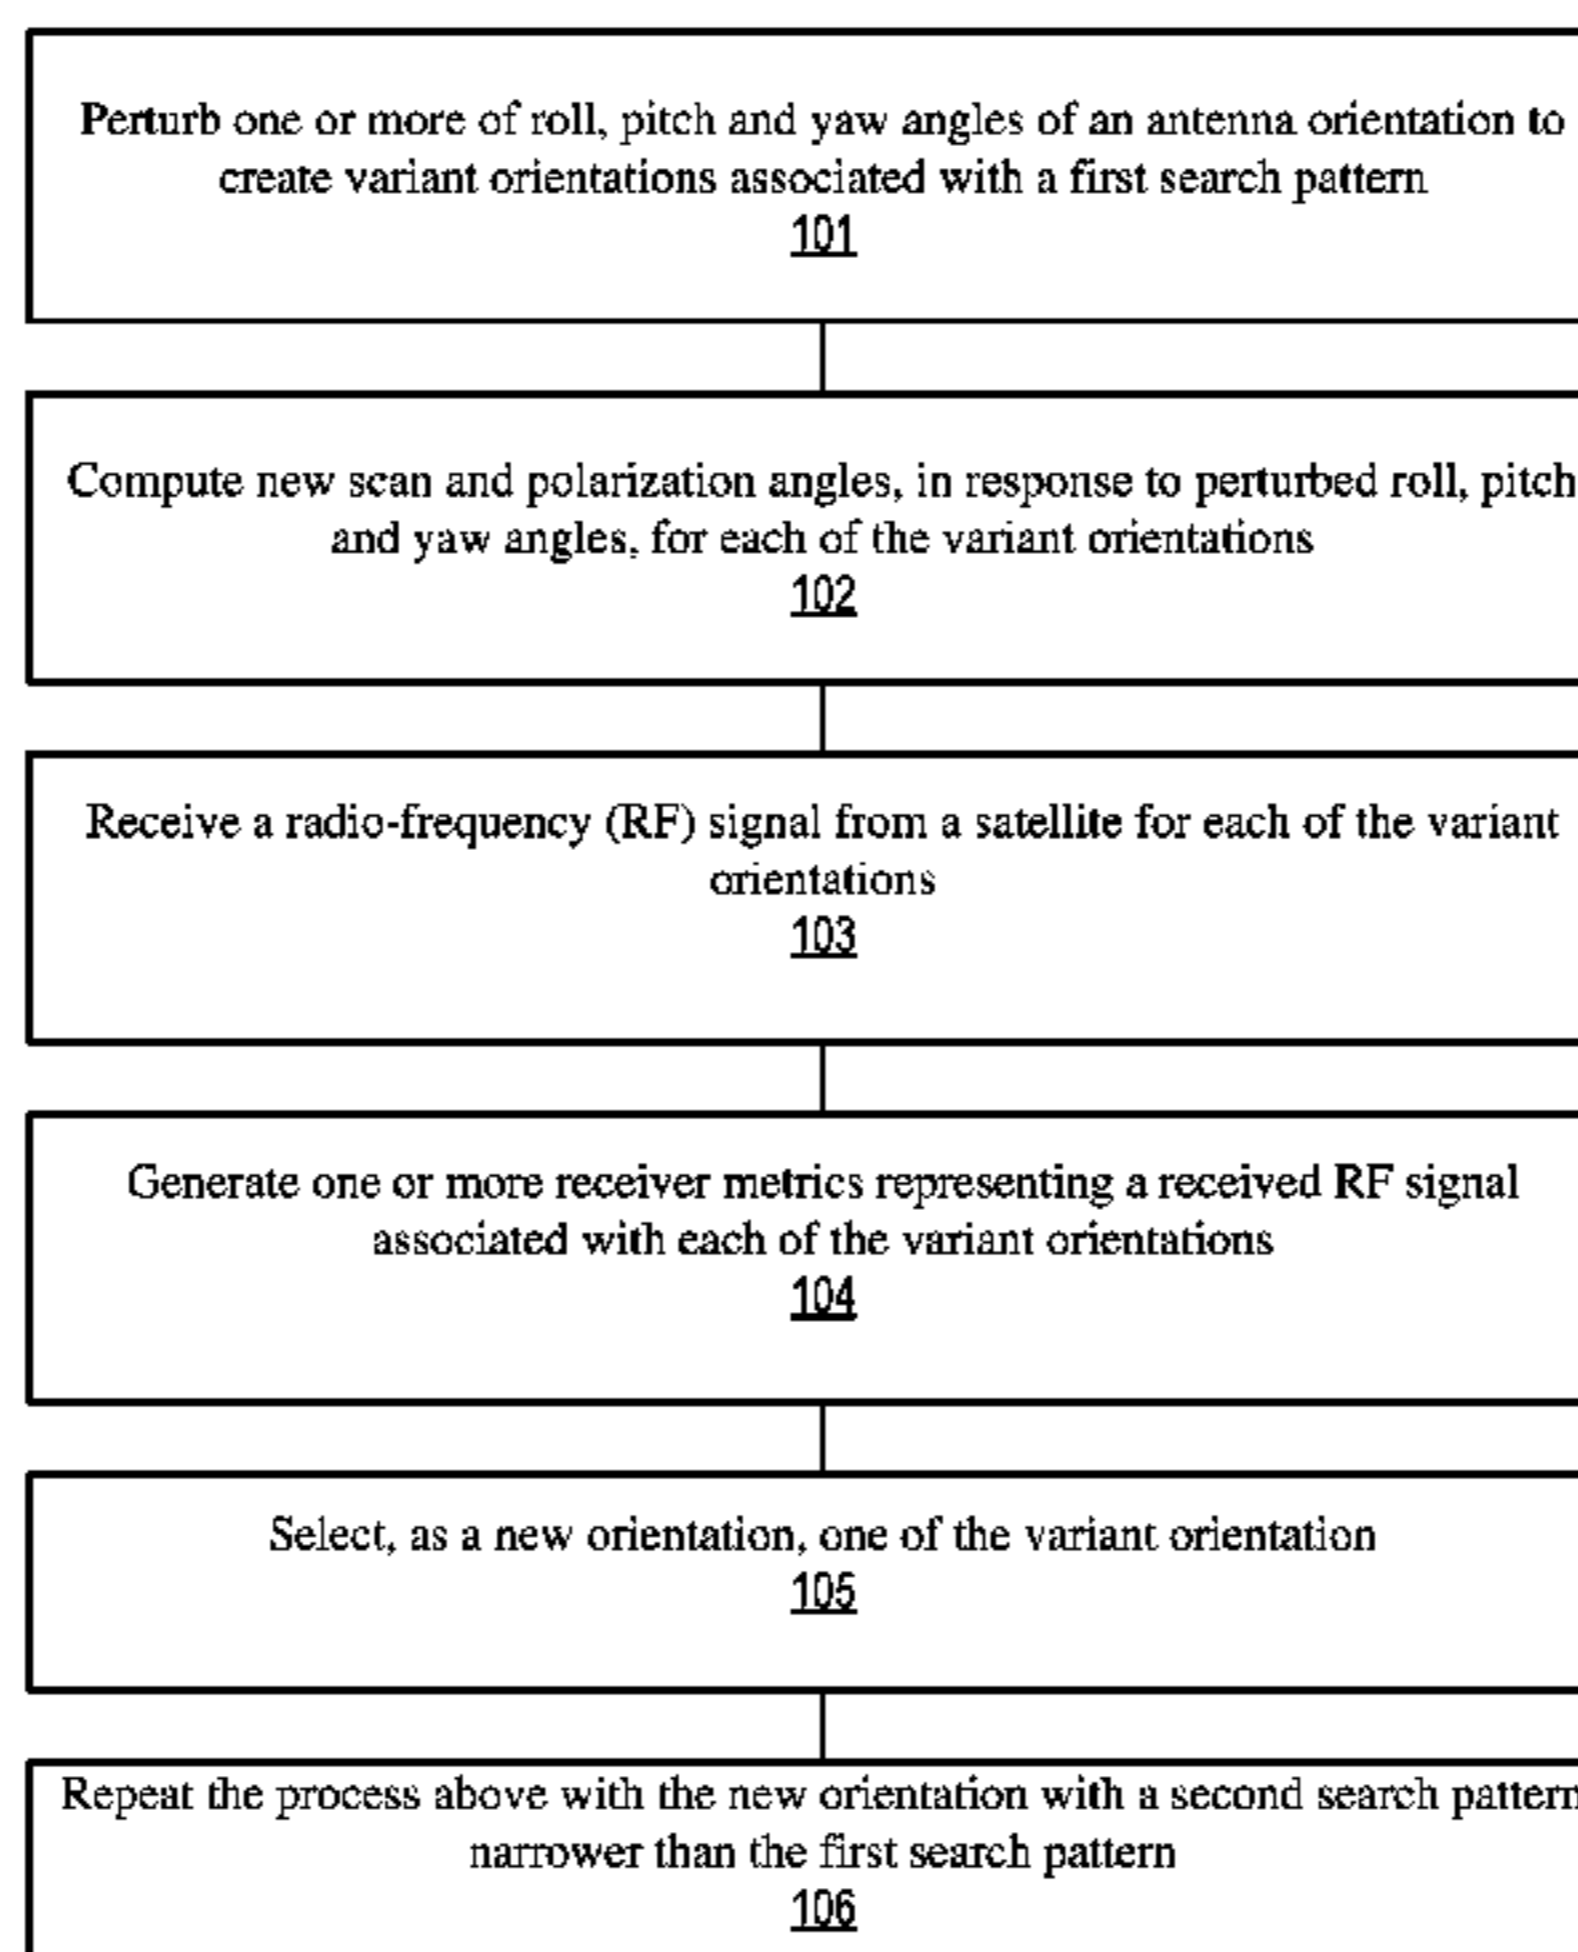 Perturb one or more of roll, pitch and yaw angles of an antenna orientation to
create variant orientations associated with a first search pattern
101
Compute new scan and polarization angles, in response to perturbed roll, pitch
and yaw angles, for each of the variant orientations
102
Receive a radio-frequency (RF) signal from a satellite for each of the variant
orientations
103
Generate one or more receiver metrics representing a received RF signal
associated with each of the variant orientations
104
Select, as a new orientation, one of the variant orientation
105
Repeat the process above with the new orientation with a second search pattern
narrower than the first search pattern
106